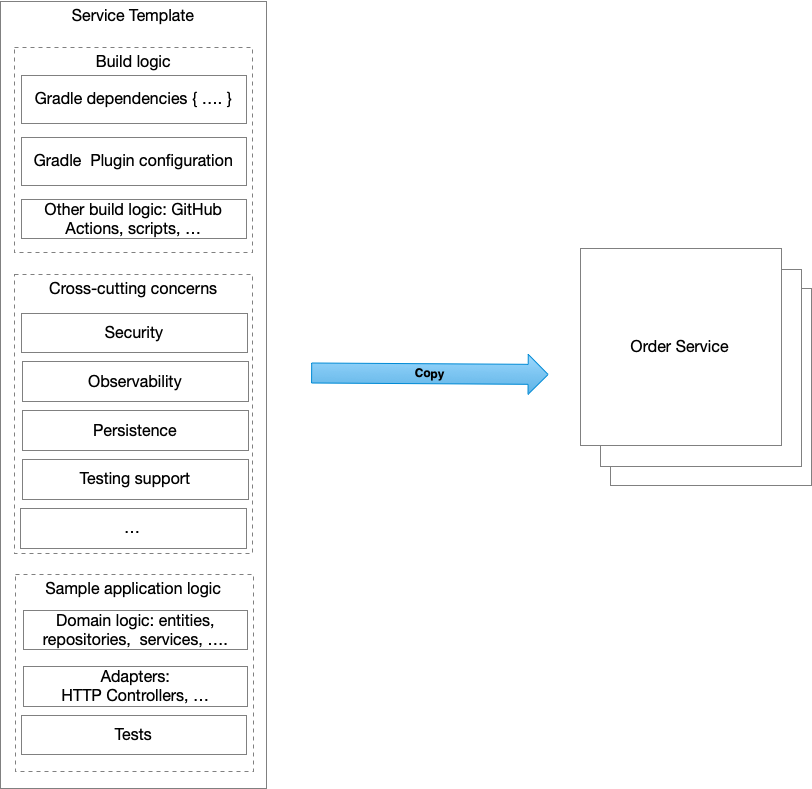 Service Template
Build logic
Gradle dependencies { …. }
Gradle Plugin configuration
Other build logic: GitHub
Actions, scripts, …
Cross-cutting concerns
Security
Observability
Persistence
Testing support
…
Sample application logic
Domain logic: entities,
repositories, services, ….
Adapters:
HTTP Controllers, …
Tests
Copy
Order Service